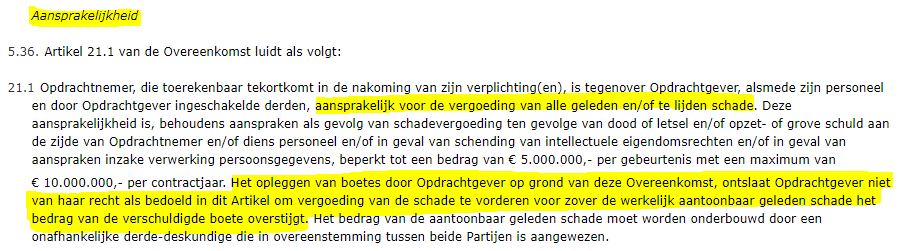 Aansprakelijkheid
5.36. Artikel 21.1 van de Overeenkomst luidt als volgt:
21.1 Opdrachtnemer, die toerekenbaar tekortkomt in de nakoming van zijn verplichting(en), is tegenover Opdrachtgever, alsmede zijn personeel
en door Opdrachtgever ingeschakelde derden, aansprakelijk voor de vergoeding van alle geleden en/of te lijden schade. Deze
aansprakelijkheid is, behoudens aanspraken als gevolg van schadevergoeding ten gevolge van dood of letsel en/of opzet- of grove schuld aan
de zijde van Opdrachtnemer en/of diens personeel en/of in geval van schending van intellectuele eigendomsrechten en/of in geval van
aanspraken inzake verwerking persoonsgegevens, beperkt tot een bedrag van € 5.000.000,- per gebeurtenis met een maximum van
€ 10.000.000,- per contractjaar. Het opleggen van boetes door Opdrachtgever op grond van deze Overeenkomst, ontslaat Opdrachtgever niet
van haar recht als bedoeld in dit Artikel om vergoeding van de schade te vorderen voor zover de werkelijk aantoonbaar geleden schade het
bedrag van de verschuldigde boete overstijgt. Het bedrag van de aantoonbaar geleden schade moet worden onderbouwd door een
onafhankelijke derde-deskundige die in overeenstemming tussen beide Partijen is aangewezen.